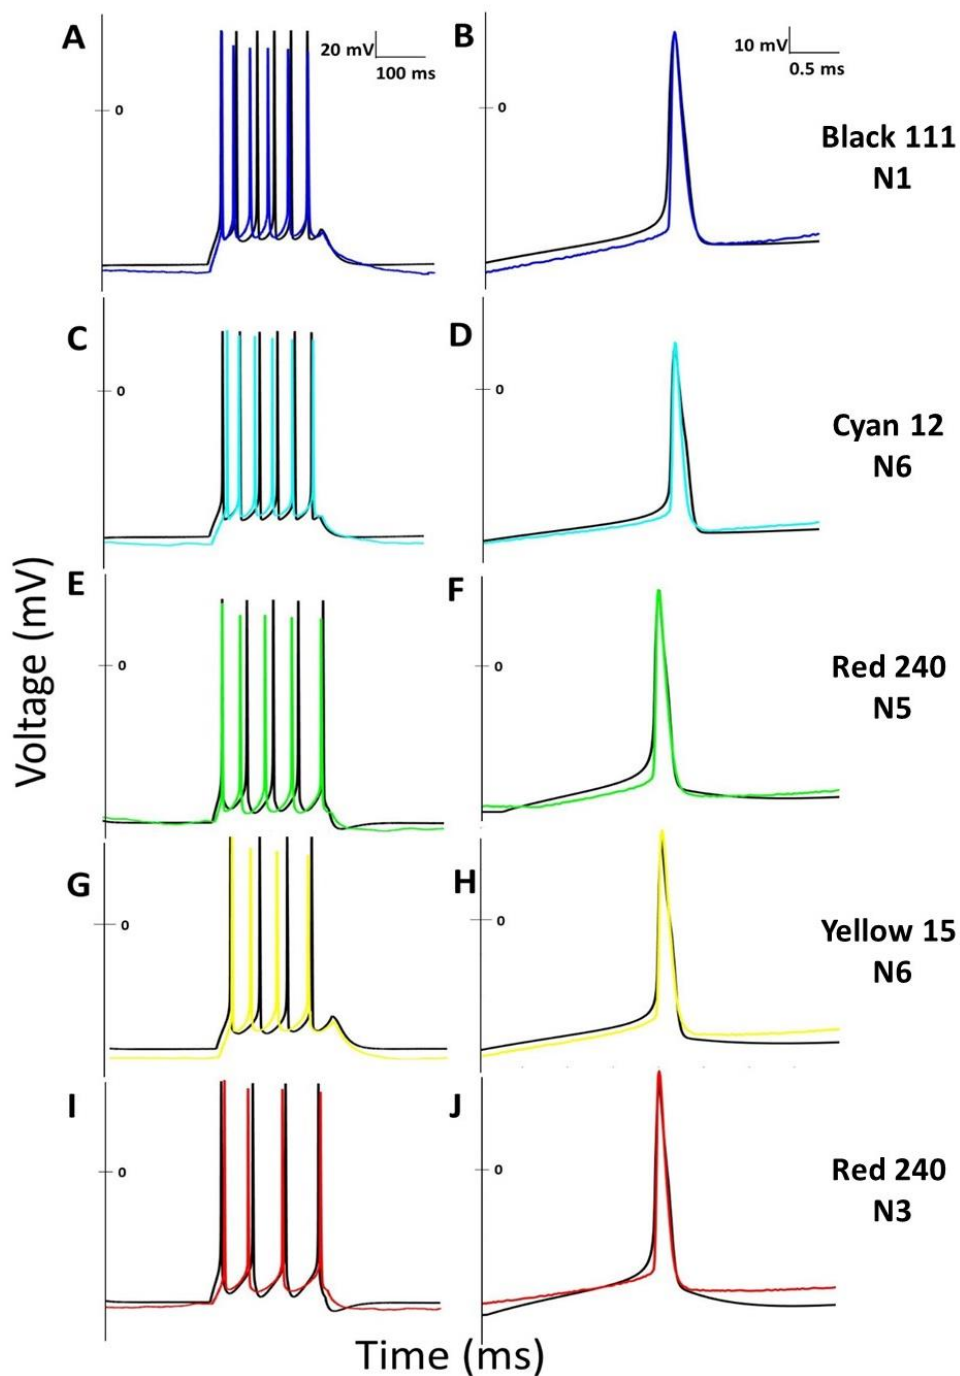 A
20 mV
100 ms
0
B
10 mV
0.5 ms
0
Black 111
N1
C
0
D
0
Cyan 12
N6
E
0
F
0
Red 240
N5
G
0
H
0
Yellow 15
N6
I
0
J
0
Red 240
N3
Voltage (mV)
Time (ms)